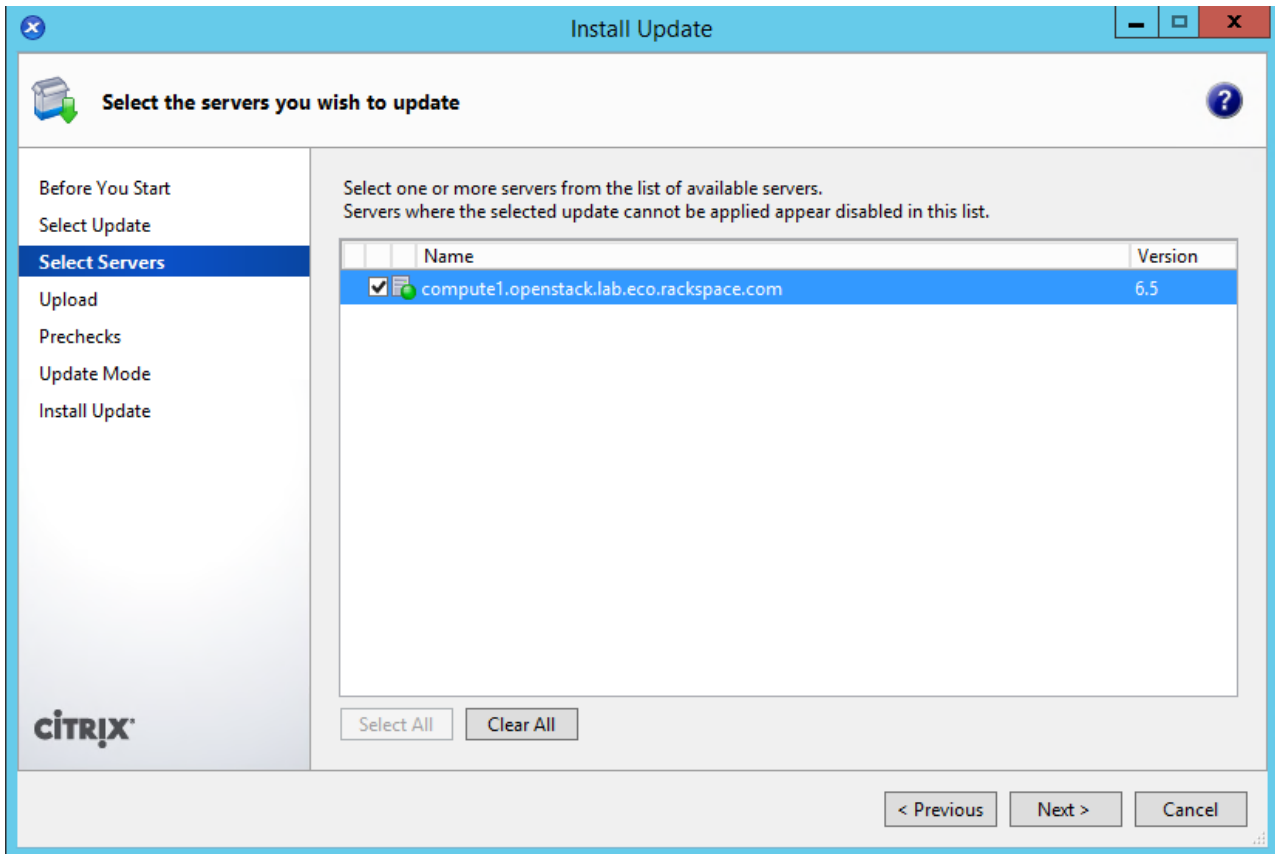 Install Update
Select the servers you wish to update
?
Before You Start
Select Update
Select Servers
Upload
Prechecks
Update Mode
Install Update
Select one or more servers from the list of available servers.
Servers where the selected update cannot be applied appear disabled in this list.
Name Version
compute1.openstack.lab.eco.rackspace.com 6.5
Select All Clear All
CİTRIX
< Previous Next > Cancel